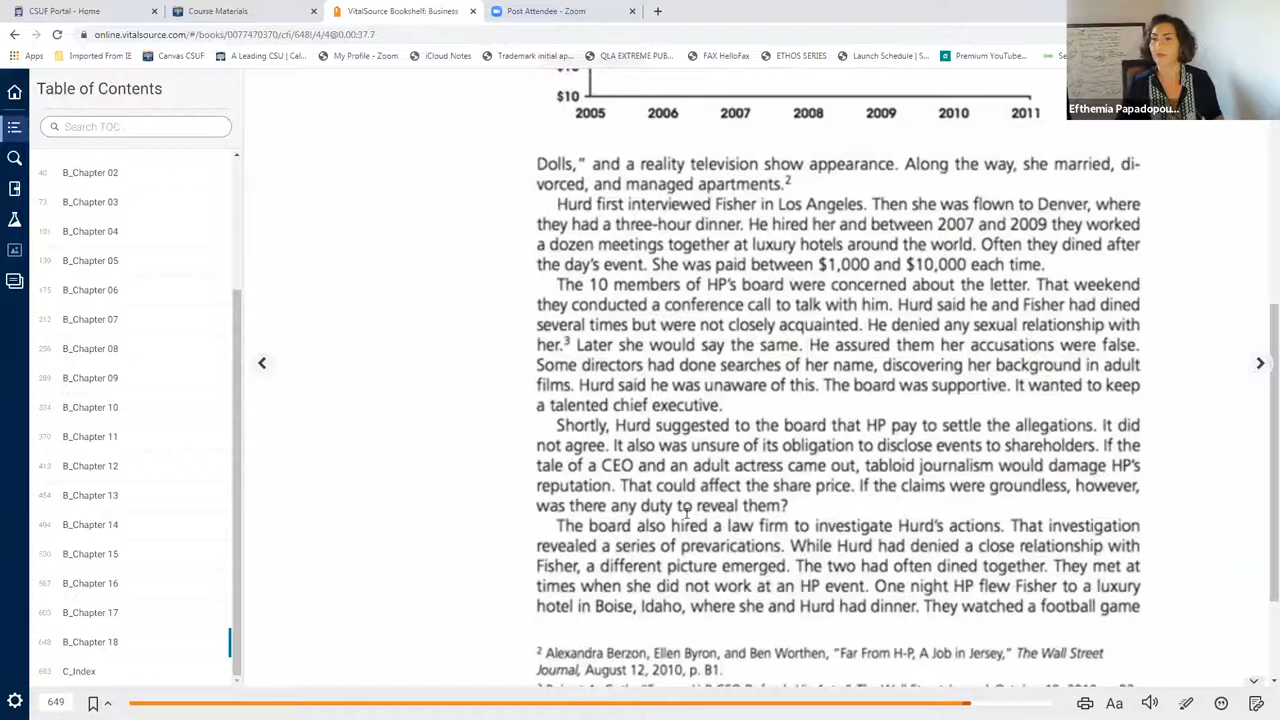 CSUF Portal
Course Materials_
VitalSource Bookshelf: Business
Post Attendee - Zoom
online.vitalsource.com/#/books/0077470370/cfi/648!/4/4@0.00:37.7
Apps
Imported From IE
Canvas CSUF
A Leading CSU | Cal...
My Profile - Zoom
iCloud Notes
Trademark initial ap...
QLA EXTREME PUB...
FAX HelloFax
ETHOS SERIES
Launch Schedule | S...
Premium YouTube...
Efthemia Papadopou...
Table of Contents
Search TOC...
40 B_Chapter 02
73 B_Chapter 03
101 B_Chapter 04
139 B_Chapter 05
175 B_Chapter 06
212 B_Chapter 07
256 B_Chapter 08
289 B_Chapter 09
334 B_Chapter 10
370 B_Chapter 11
413 B_Chapter 12
454 B_Chapter 13
494 B_Chapter 14
530 B_Chapter 15
567 B_Chapter 16
603 B_Chapter 17
648 B_Chapter 18
693 C_Index
649
$10
2005 2006 2007 2008 2009 2010 2011
Dolls," and a reality television show appearance. Along the way, she married, di-
vorced, and managed apartments.2
Hurd first interviewed Fisher in Los Angeles. Then she was flown to Denver, where
they had a three-hour dinner. He hired her and between 2007 and 2009 they worked
a dozen meetings together at luxury hotels around the world. Often they dined after
the day's event. She was paid between $1,000 and $10,000 each time.
The 10 members of HP's board were concerned about the letter. That weekend
they conducted a conference call to talk with him. Hurd said he and Fisher had dined
several times but were not closely acquainted. He denied any sexual relationship with
her.3 Later she would say the same. He assured them her accusations were false.
Some directors had done searches of her name, discovering her background in adult
films. Hurd said he was unaware of this. The board was supportive. It wanted to keep
a talented chief executive.
Shortly, Hurd suggested to the board that HP pay to settle the allegations. It did
not agree. It also was unsure of its obligation to disclose events to shareholders. If the
tale of a CEO and an adult actress came out, tabloid journalism would damage HP's
reputation. That could affect the share price. If the claims were groundless, however,
was there any duty to reveal them?
The board also hired a law firm to investigate Hurd's actions. That investigation
revealed a series of prevarications. While Hurd had denied a close relationship with
Fisher, a different picture emerged. The two had often dined together. They met at
times when she did not work at an HP event. One night HP flew Fisher to a luxury
hotel in Boise, Idaho, where she and Hurd had dinner. They watched a football game
2 Alexandra Berzon, Ellen Byron, and Ben Worthen, "Far From H-P, A Job in Jersey," The Wall Street
Journal, August 12, 2010, p. B1.
Aa